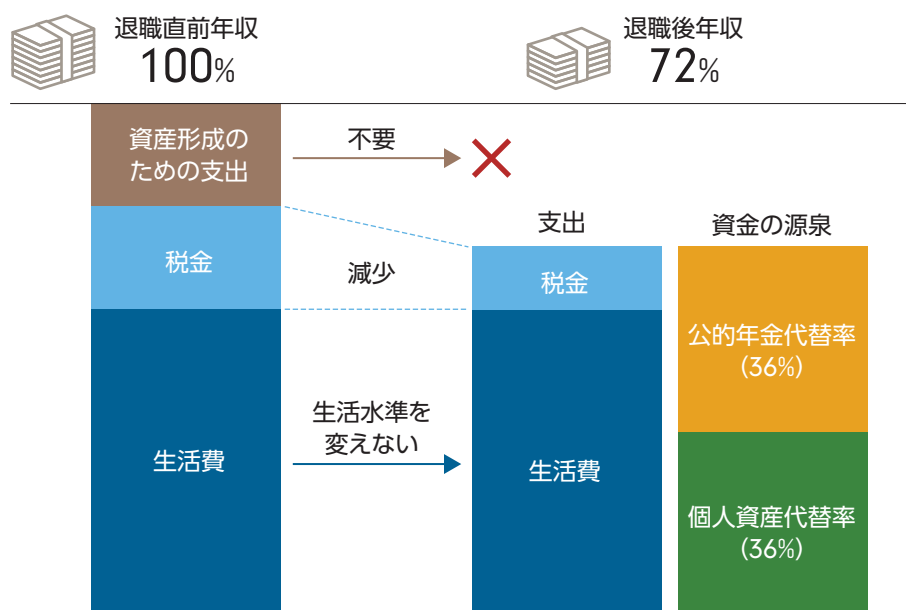 退職直前年収
100%
退職後年収
72%
資産形成の
ための支出
不要
税金
減少
生活費
生活水準を
変えない
支出
税金
生活費
資金の源泉
公的年金代替率
(36%)
個人資産代替率
(36%)